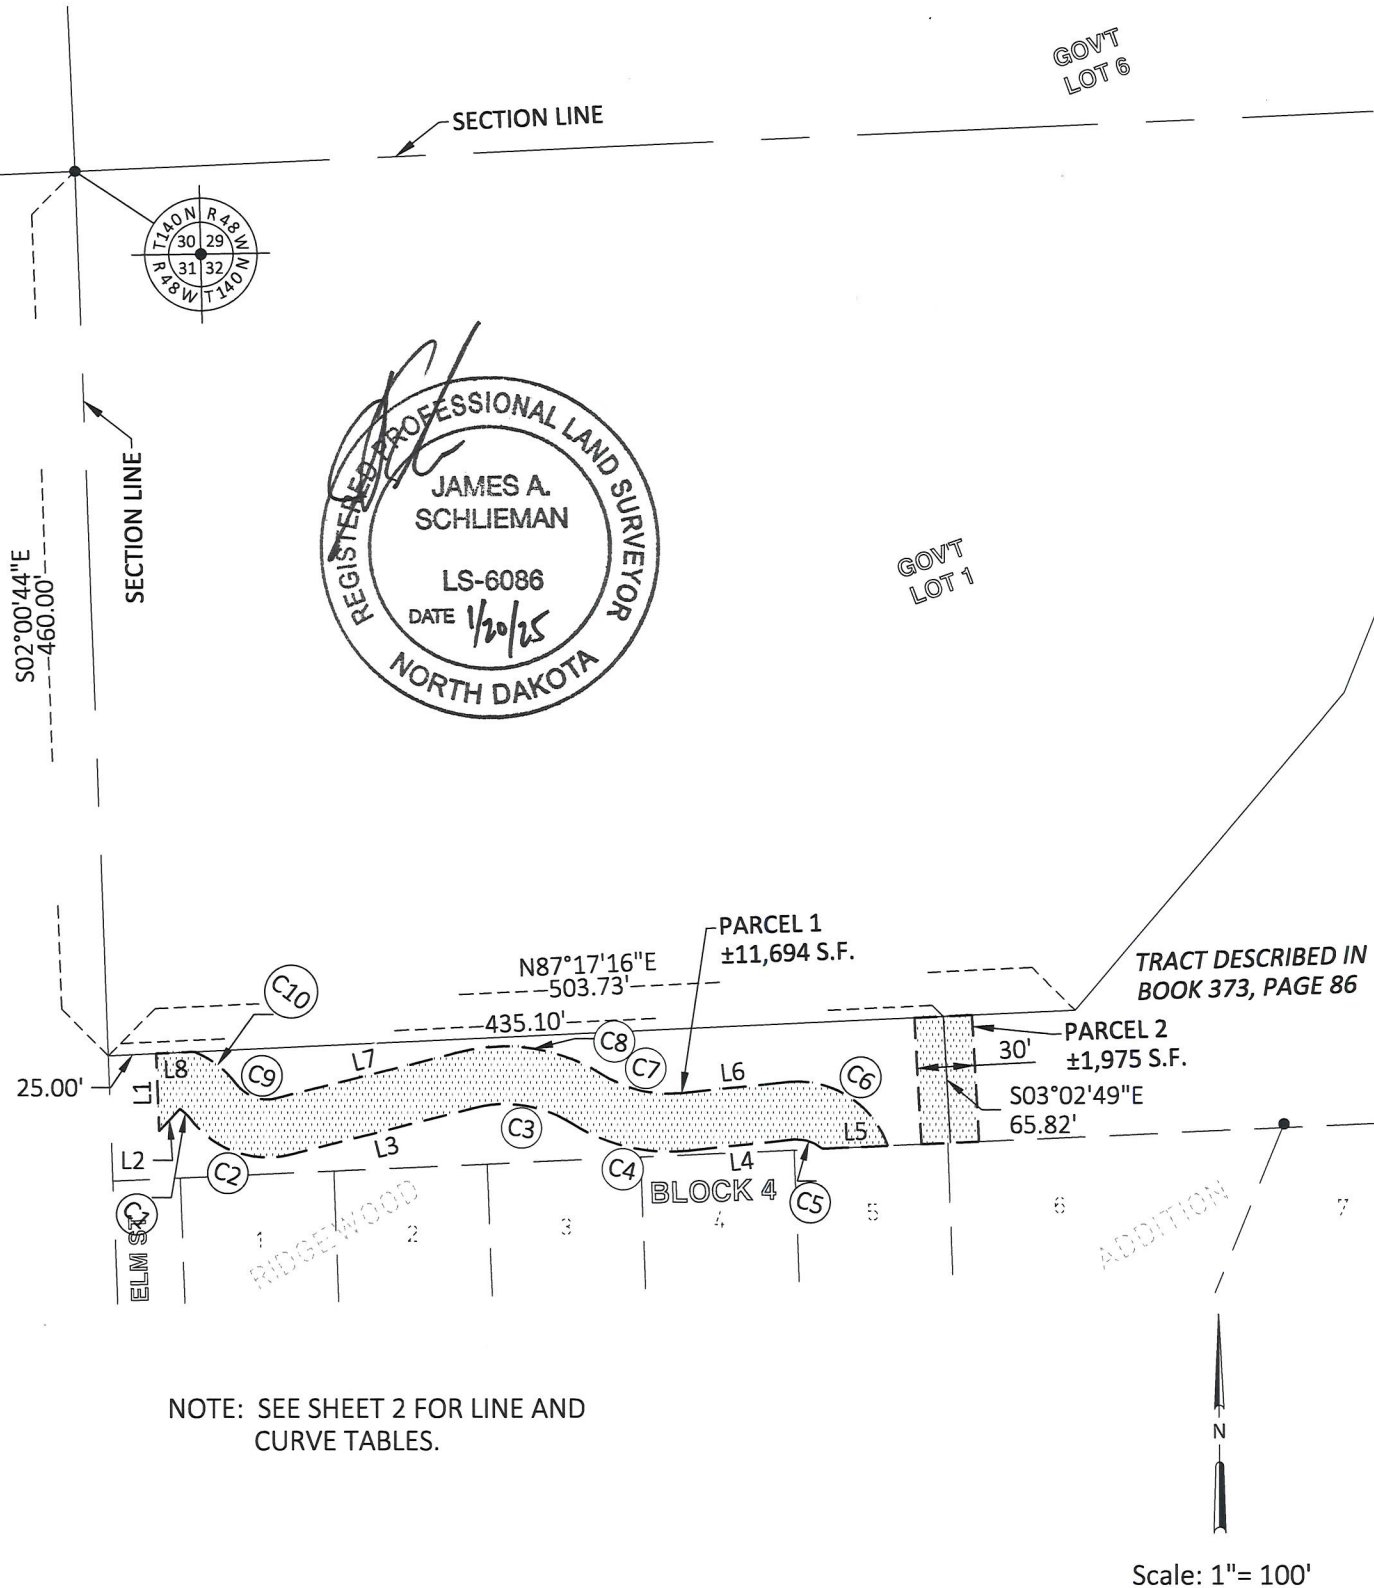 GOV'T
LOT 6
SECTION LINE
T140N R48W
30 29
31 32
R48W T140N
REGISTERED PROFESSIONAL LAND SURVEYOR
JAMES A.
SCHLIEMAN
LS-6086
DATE 1/20/25
NORTH DAKOTA
SECTION LINE
S02°00'44"E
460.00'
GOV'T
LOT 1
PARCEL 1
±11,694 S.F.
N87°17'16"E
503.73'
435.10'
TRACT DESCRIBED IN
BOOK 373, PAGE 86
C10
C8
PARCEL 2
±1,975 S.F.
30'
25.00'
L1
L8
C9
L7
C7
L6
C6
S03°02'49"E
65.82'
L2
C2
L3
C3
C4
L4
L5
C5
C1
BLOCK 4
ELM ST
1
RIDGEWOOD
2
3
4
5
6
ADDITION
7
NOTE: SEE SHEET 2 FOR LINE AND
CURVE TABLES.
N
Scale: 1"= 100'